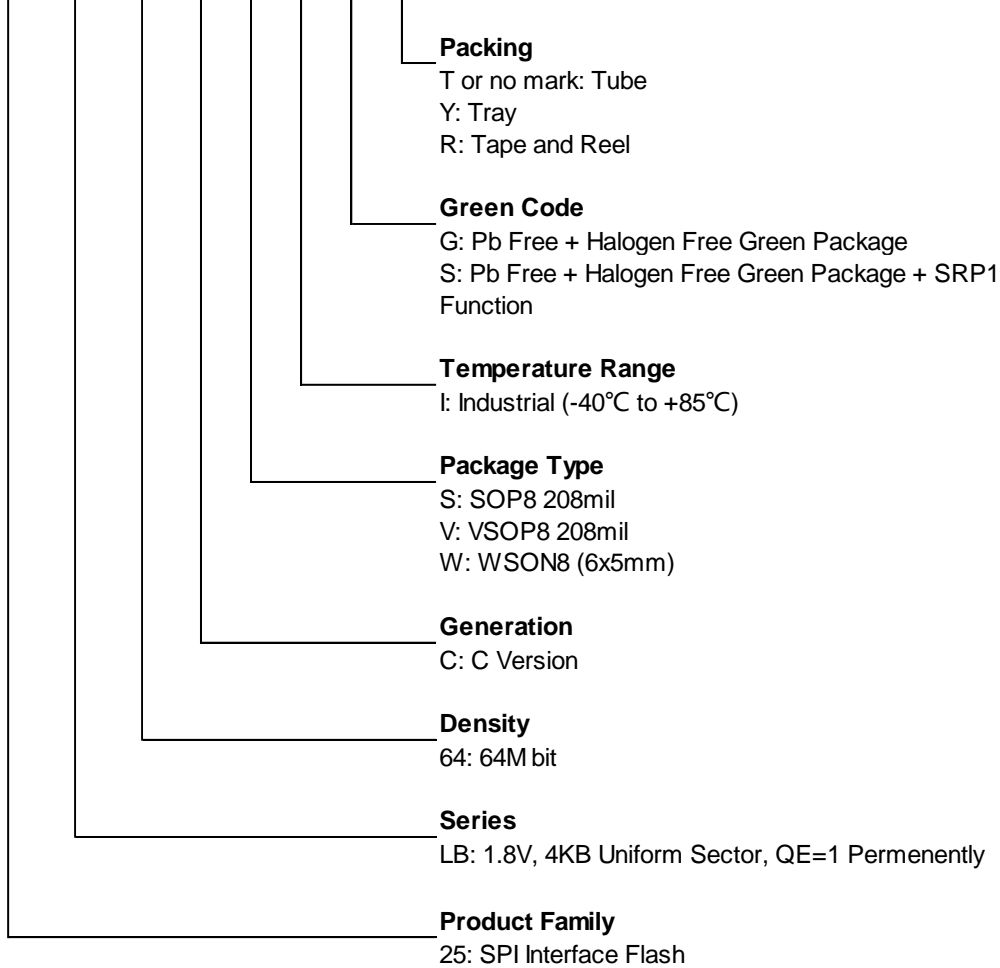 Packing
T or no mark: Tube
Y: Tray
R: Tape and Reel
Green Code
G: Pb Free + Halogen Free Green Package
S: Pb Free + Halogen Free Green Package + SRP1
Function
Temperature Range
I: Industrial (-40℃ to +85℃)
Package Type
S: SOP8 208mil
V: VSOP8 208mil
W: WSON8 (6x5mm)
Generation
C: C Version
Density
64: 64M bit
Series
LB: 1.8V, 4KB Uniform Sector, QE=1 Permenently
Product Family
25: SPI Interface Flash